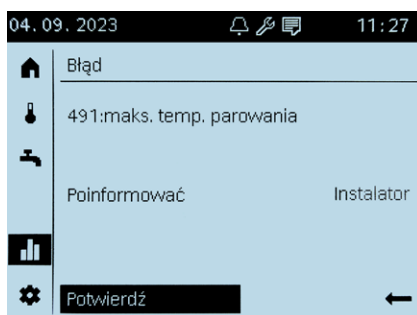 04.09.2023 11:27
Błąd
491:maks. temp. parowania
Poinformować Instalator
Potwierdź